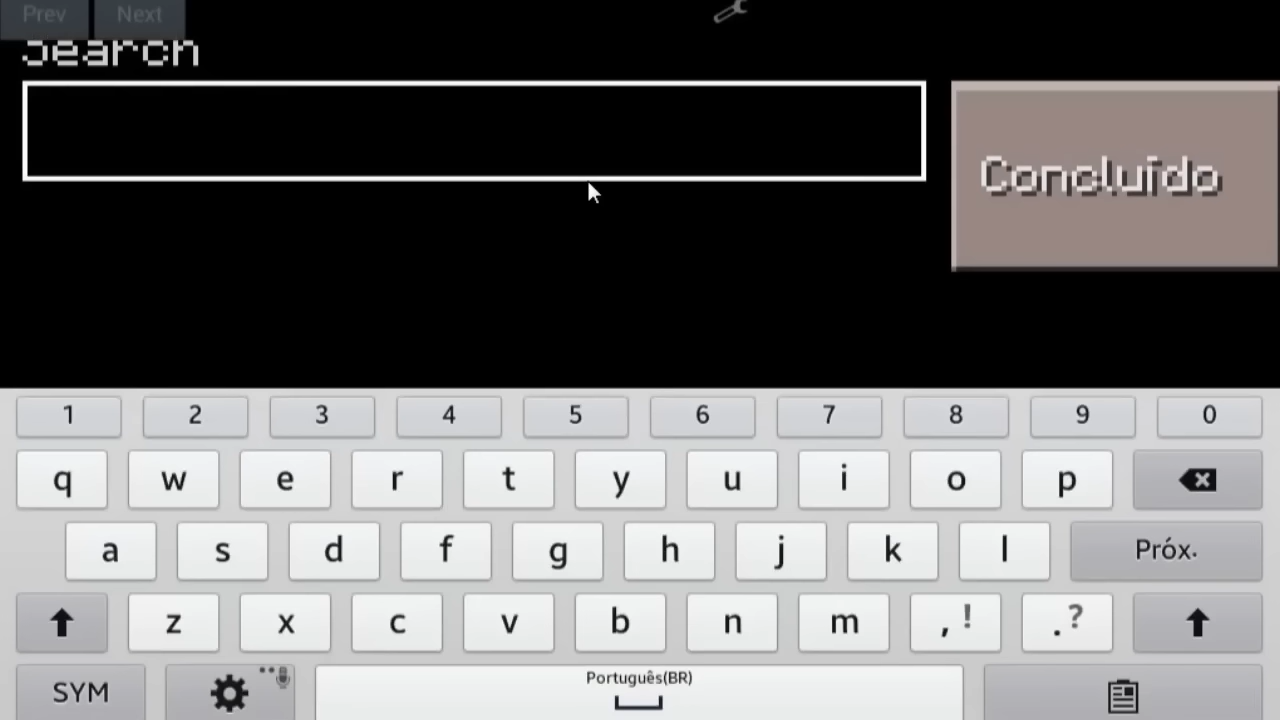 Prev Next
Search
Concluído
1 2 3 4 5 6 7 8 9 0
q w e r t y u i o p
a s d f g h j k l Próx.
z x c v b n m , ! . ?
SYM Português(BR)